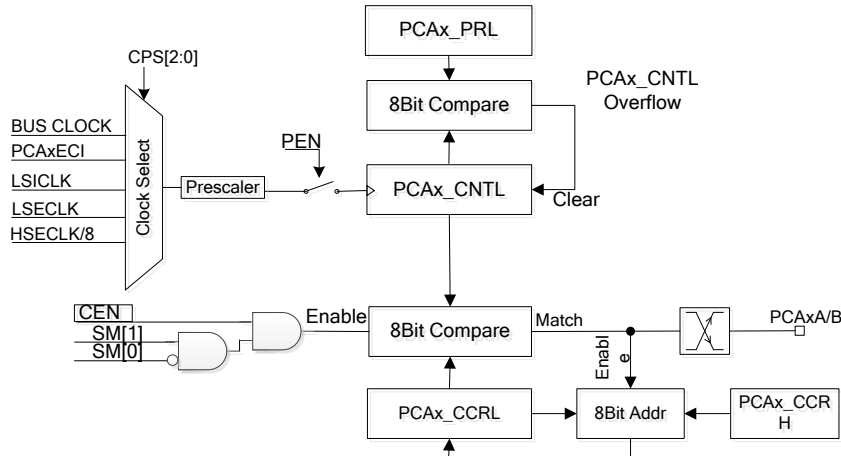 PCAx_PRL
CPS[2:0]
8Bit Compare
PCAx_CNTL
Overflow
BUS CLOCK
PCAxECI
LSICLK
LSECLK
HSECLK/8
Clock Select
Prescaler
PEN
PCAx_CNTL
Clear
CEN
SM[1]
SM[0]
Enable
8Bit Compare
Match
PCAxA/B
Enabl
e
PCAx_CCRL
8Bit Addr
PCAx_CCR
H